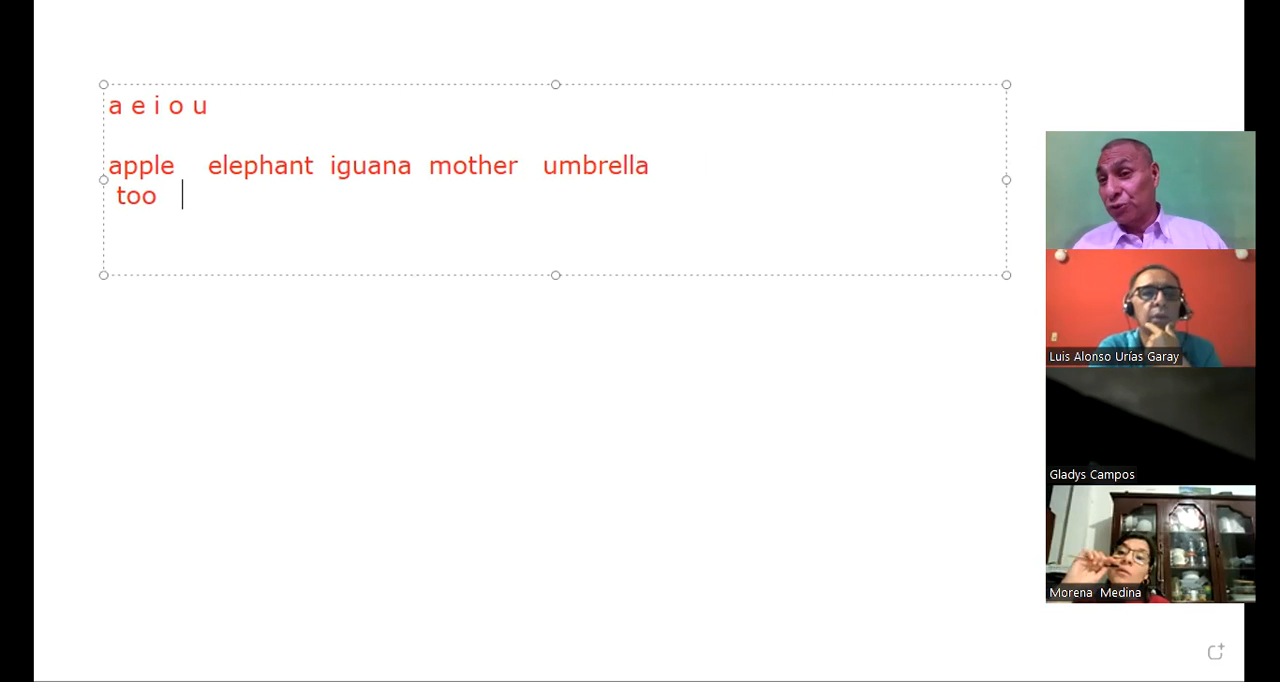 a e i o u
apple elephant iguana mother umbrella
too
Luis Alonso Urías Garay
Gladys Campos
Morena Medina